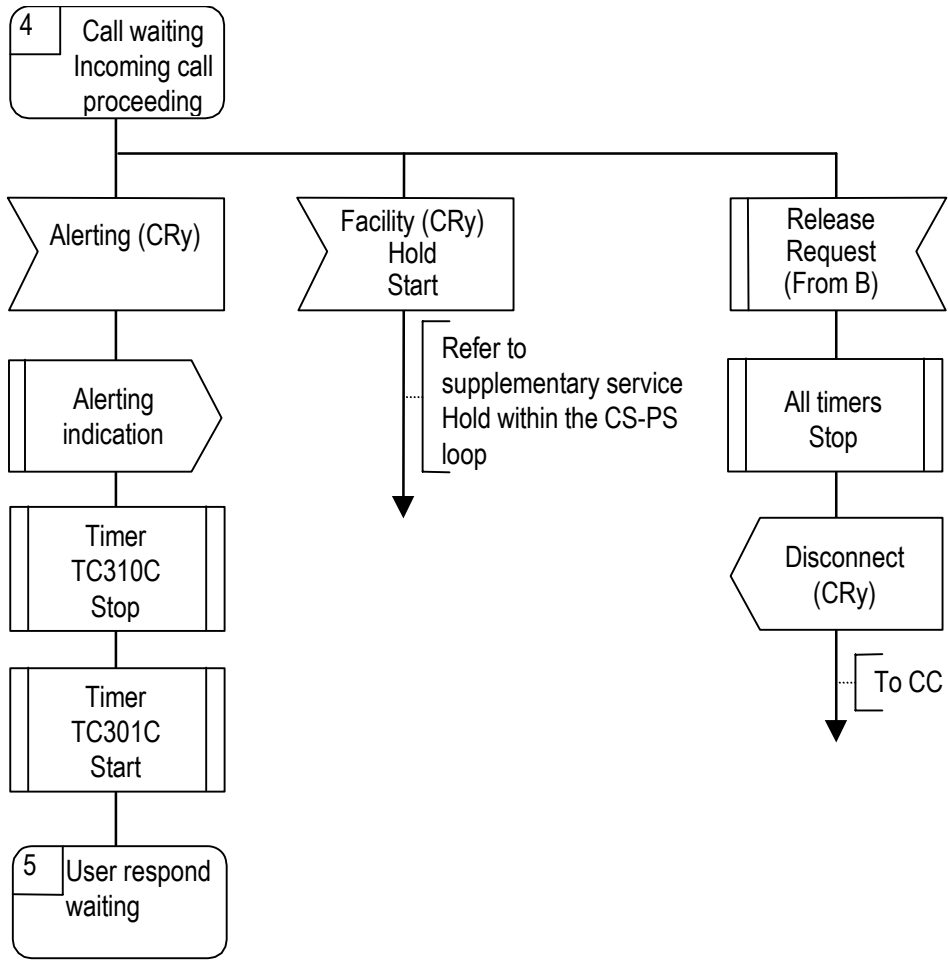 4
Call waiting
Incoming call
proceeding
Alerting (CRy)
Alerting
indication
Timer
TC310C
Stop
Timer
TC301C
Start
5
User respond
waiting
Facility (CRy)
Hold
Start
Refer to
supplementary service
Hold within the CS-PS
loop
Release
Request
(From B)
All timers
Stop
Disconnect
(CRy)
To CC